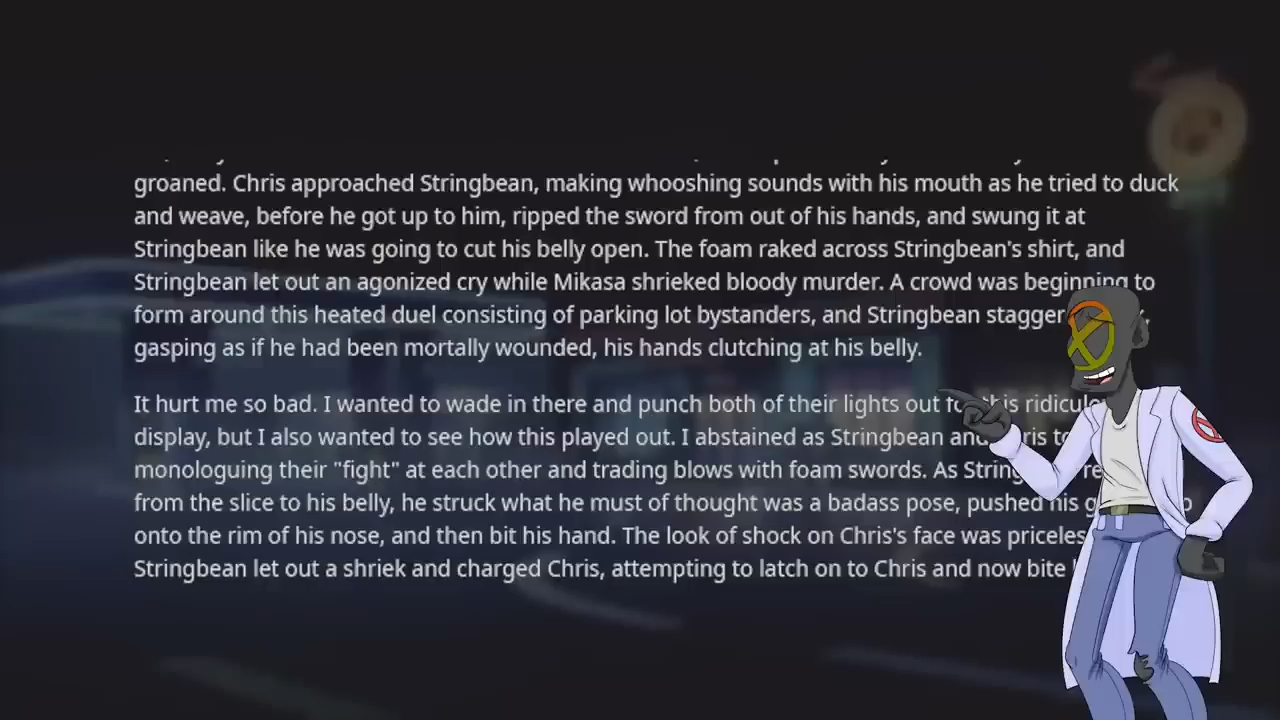 groaned. Chris approached Stringbean, making whooshing sounds with his mouth as he tried to duck
and weave, before he got up to him, ripped the sword from out of his hands, and swung it at
Stringbean like he was going to cut his belly open. The foam raked across Stringbean's shirt, and
Stringbean let out an agonized cry while Mikasa shrieked bloody murder. A crowd was beginning to
form around this heated duel consisting of parking lot bystanders, and Stringbean
gasping as if he had been mortally wounded, his hands clutching at his belly.
It hurt me so bad. I wanted to wade in there and punch both of their lights out
display, but I also wanted to see how this played out. I abstained as Stringbean and
monologuing their "fight" at each other and trading blows with foam swords. As
from the slice to his belly, he struck what he must of thought was a badass pose, pushed his
onto the rim of his nose, and then bit his hand. The look of shock on Chris's face was
Stringbean let out a shriek and charged Chris, attempting to latch on to Chris and now bite